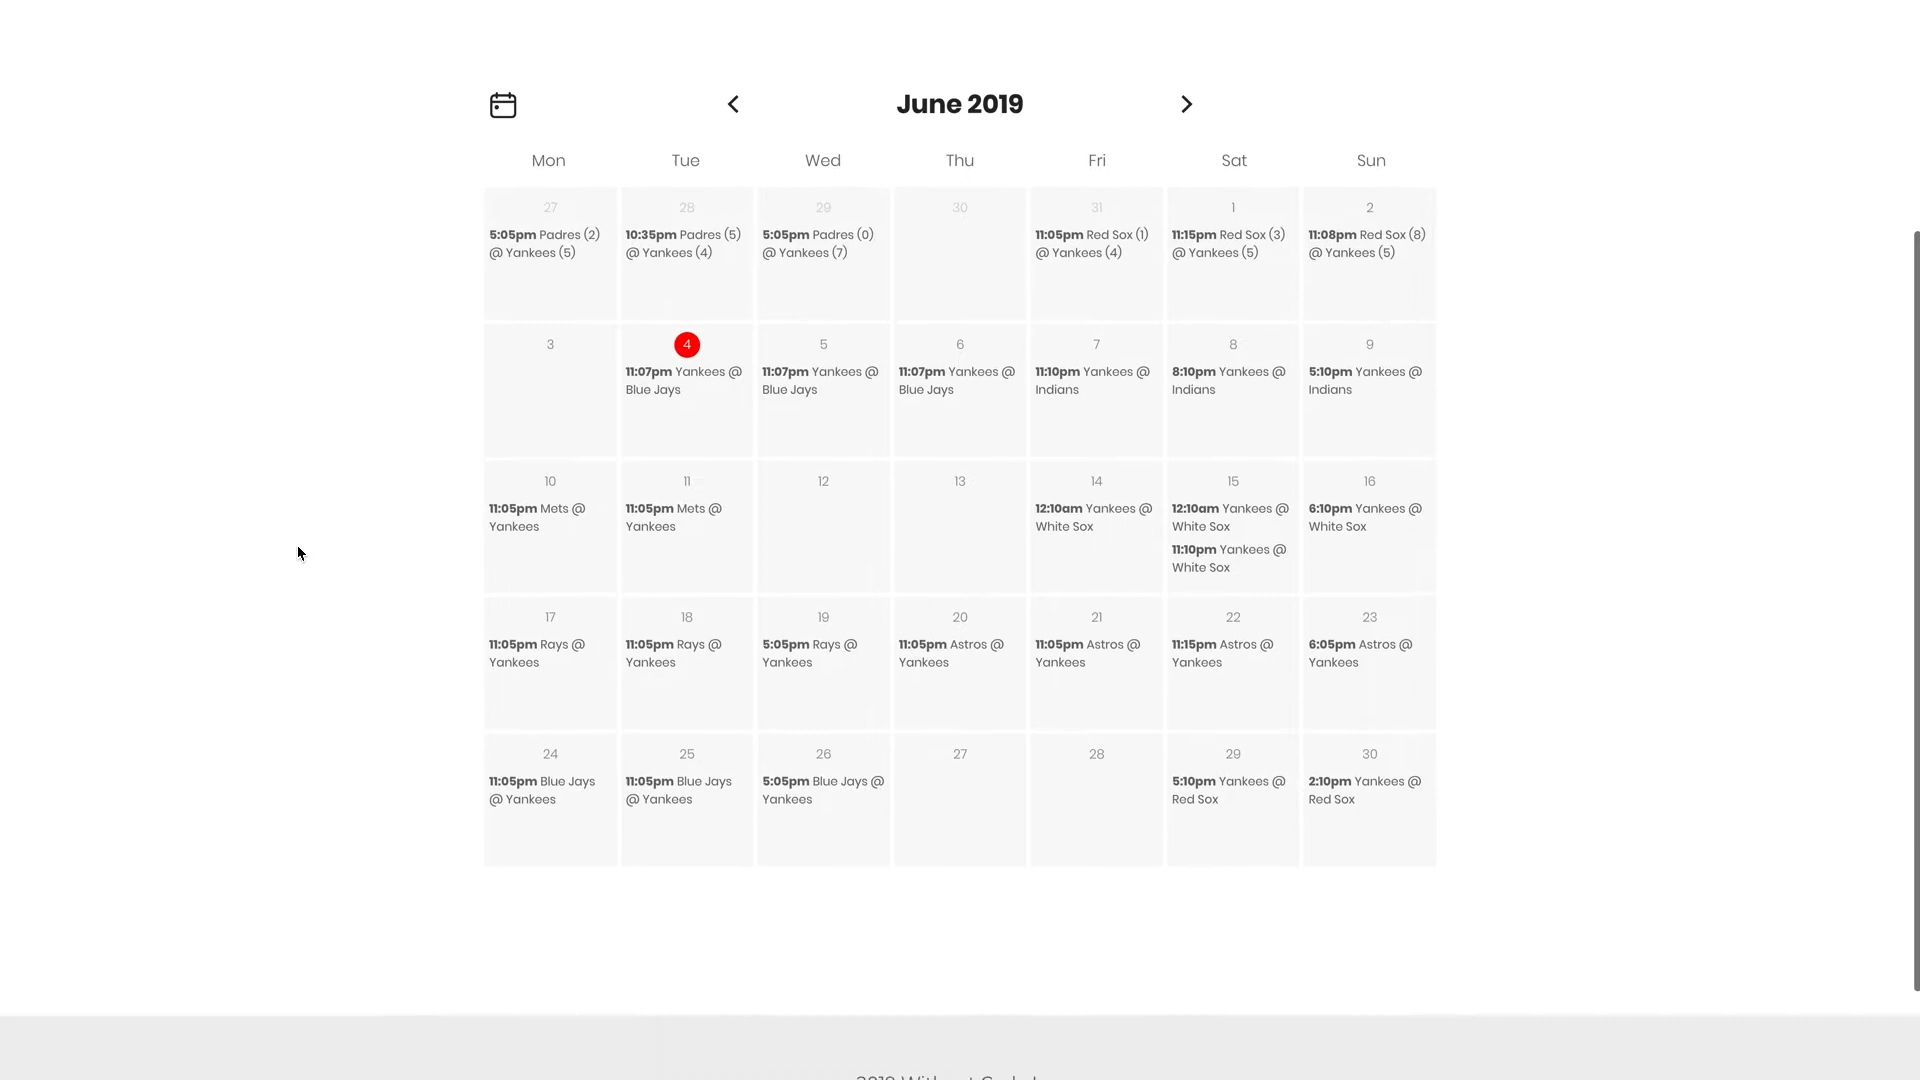 June 2019
Mon Tue Wed Thu Fri Sat Sun
27 28 29 30 31 1 2
5:05pm Padres (2) 10:35pm Padres (5) 5:05pm Padres (0) 11:05pm Red Sox (1) 11:15pm Red Sox (3) 11:08pm Red Sox (8)
@ Yankees (5) @ Yankees (4) @ Yankees (7) @ Yankees (4) @ Yankees (5) @ Yankees (5)
3 4 5 6 7 8 9
11:07pm Yankees @ 11:07pm Yankees @ 11:07pm Yankees @ 11:10pm Yankees @ 8:10pm Yankees @ 5:10pm Yankees @
Blue Jays Blue Jays Blue Jays Indians Indians Indians
10 11 12 13 14 15 16
11:05pm Mets @ 11:05pm Mets @ 12:10am Yankees @ 12:10am Yankees @ 6:10pm Yankees @
Yankees Yankees White Sox White Sox White Sox
11:10pm Yankees @
White Sox
17 18 19 20 21 22 23
11:05pm Rays @ 11:05pm Rays @ 5:05pm Rays @ 11:05pm Astros @ 11:05pm Astros @ 11:15pm Astros @ 6:05pm Astros @
Yankees Yankees Yankees Yankees Yankees Yankees Yankees
24 25 26 27 28 29 30
11:05pm Blue Jays 11:05pm Blue Jays 5:05pm Blue Jays @ 5:10pm Yankees @ 2:10pm Yankees @
@ Yankees @ Yankees Yankees Red Sox Red Sox
2019 Without